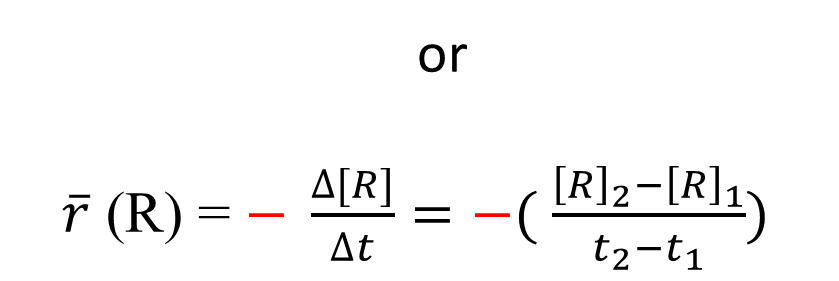 or
r̄ (R) = − Δ[R]/Δt = −( [R]₂−[R]₁ / t₂−t₁ )